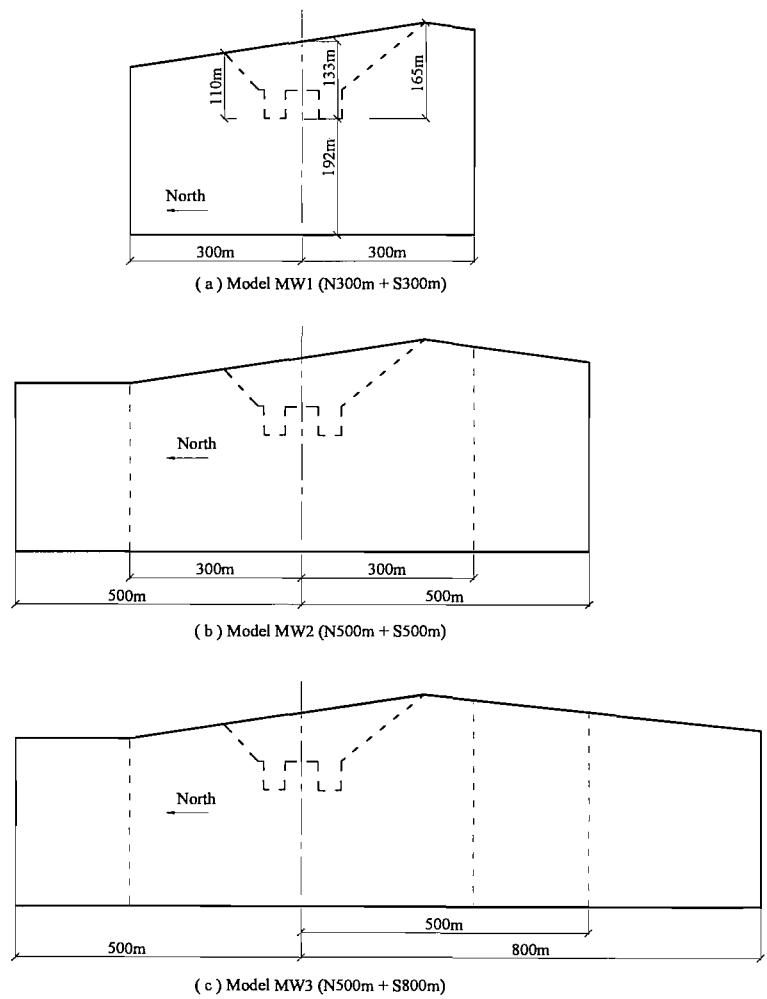 110m
133m
165m
192m
North
300m
300m
( a ) Model MW1 (N300m + S300m)
North
300m
300m
500m
500m
( b ) Model MW2 (N500m + S500m)
North
500m
500m
800m
( c ) Model MW3 (N500m + S800m)